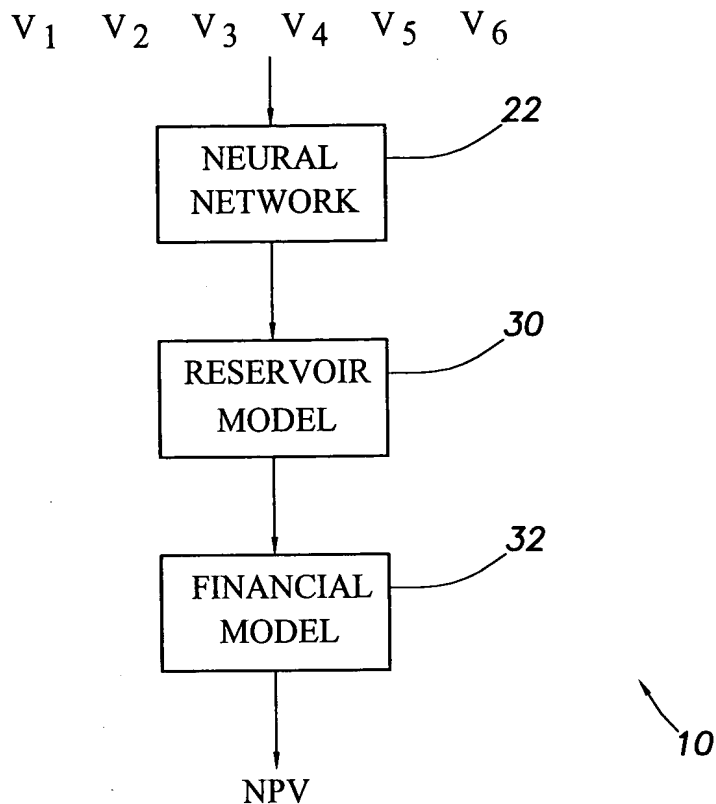 V1 V2 V3 V4 V5 V6
22
NEURAL
NETWORK
30
RESERVOIR
MODEL
32
FINANCIAL
MODEL
10
NPV